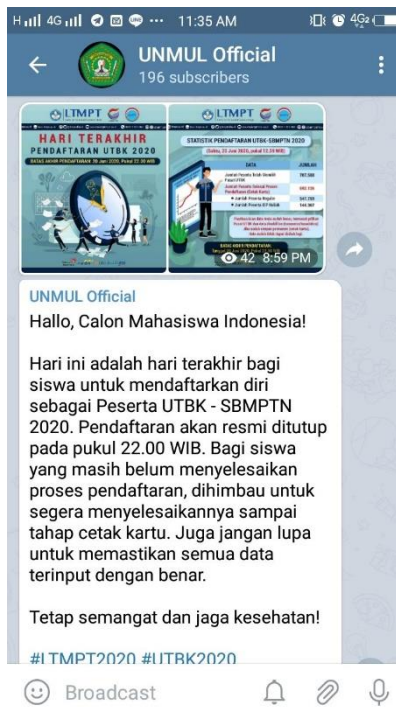 H 4G 11:35 AM 4G2
UNMUL Official
196 subscribers
LTMPT
HARI TERAKHIR
PENDAFTARAN UTBK 2020
LTMPT
STATISTIK PENDAFTARAN UTBK-SBMPTN 2020
DATA JUMLAH
42 8:59 PM
UNMUL Official
Hallo, Calon Mahasiswa Indonesia!
Hari ini adalah hari terakhir bagi
siswa untuk mendaftarkan diri
sebagai Peserta UTBK - SBMPTN
2020. Pendaftaran akan resmi ditutup
pada pukul 22.00 WIB. Bagi siswa
yang masih belum menyelesaikan
proses pendaftaran, dihimbau untuk
segera menyelesaikannya sampai
tahap cetak kartu. Juga jangan lupa
untuk memastikan semua data
terinput dengan benar.
Tetap semangat dan jaga kesehatan!
#LTMPT2020 #UTBK2020
Broadcast